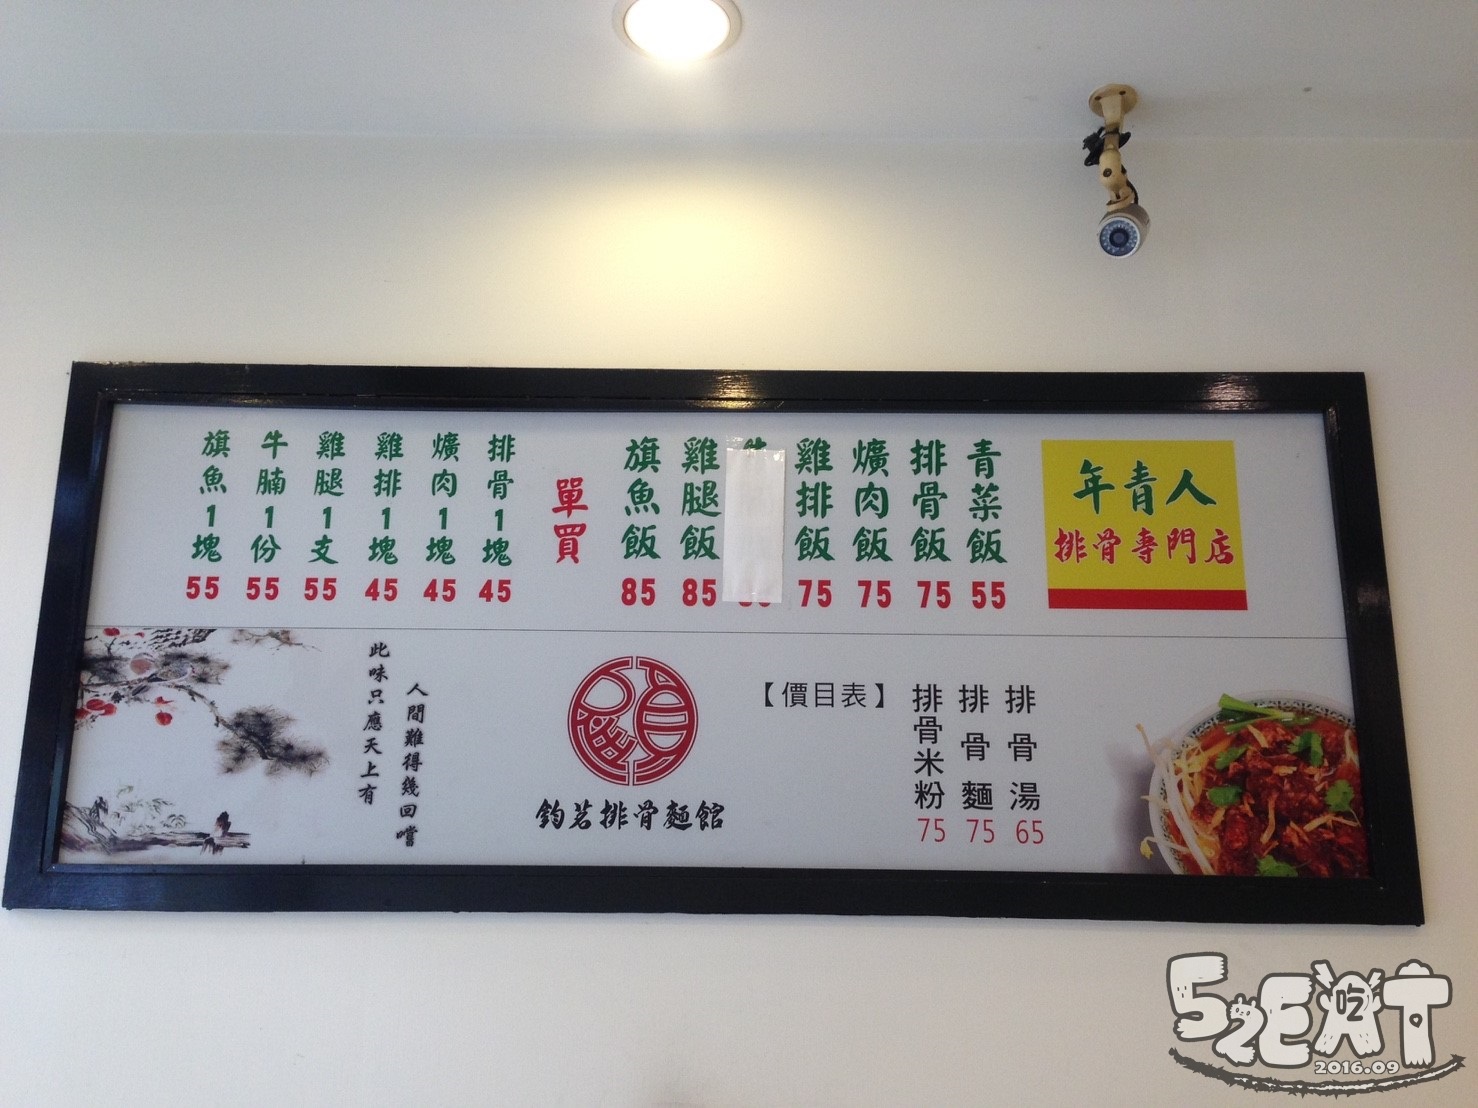 年青人
排骨專門店
青菜飯 55
排骨飯 75
爌肉飯 75
雞排飯 75
雞腿飯 85
旗魚飯 85
單買
排骨1塊 45
爌肉1塊 45
雞排1塊 45
雞腿1支 55
牛腩1份 55
旗魚1塊 55
【價目表】
排骨湯 65
排骨麵 75
排骨米粉 75
鈞茗排骨麵館
此味只應天上有
人間難得幾回嚐
52EAT
吃
2016.09